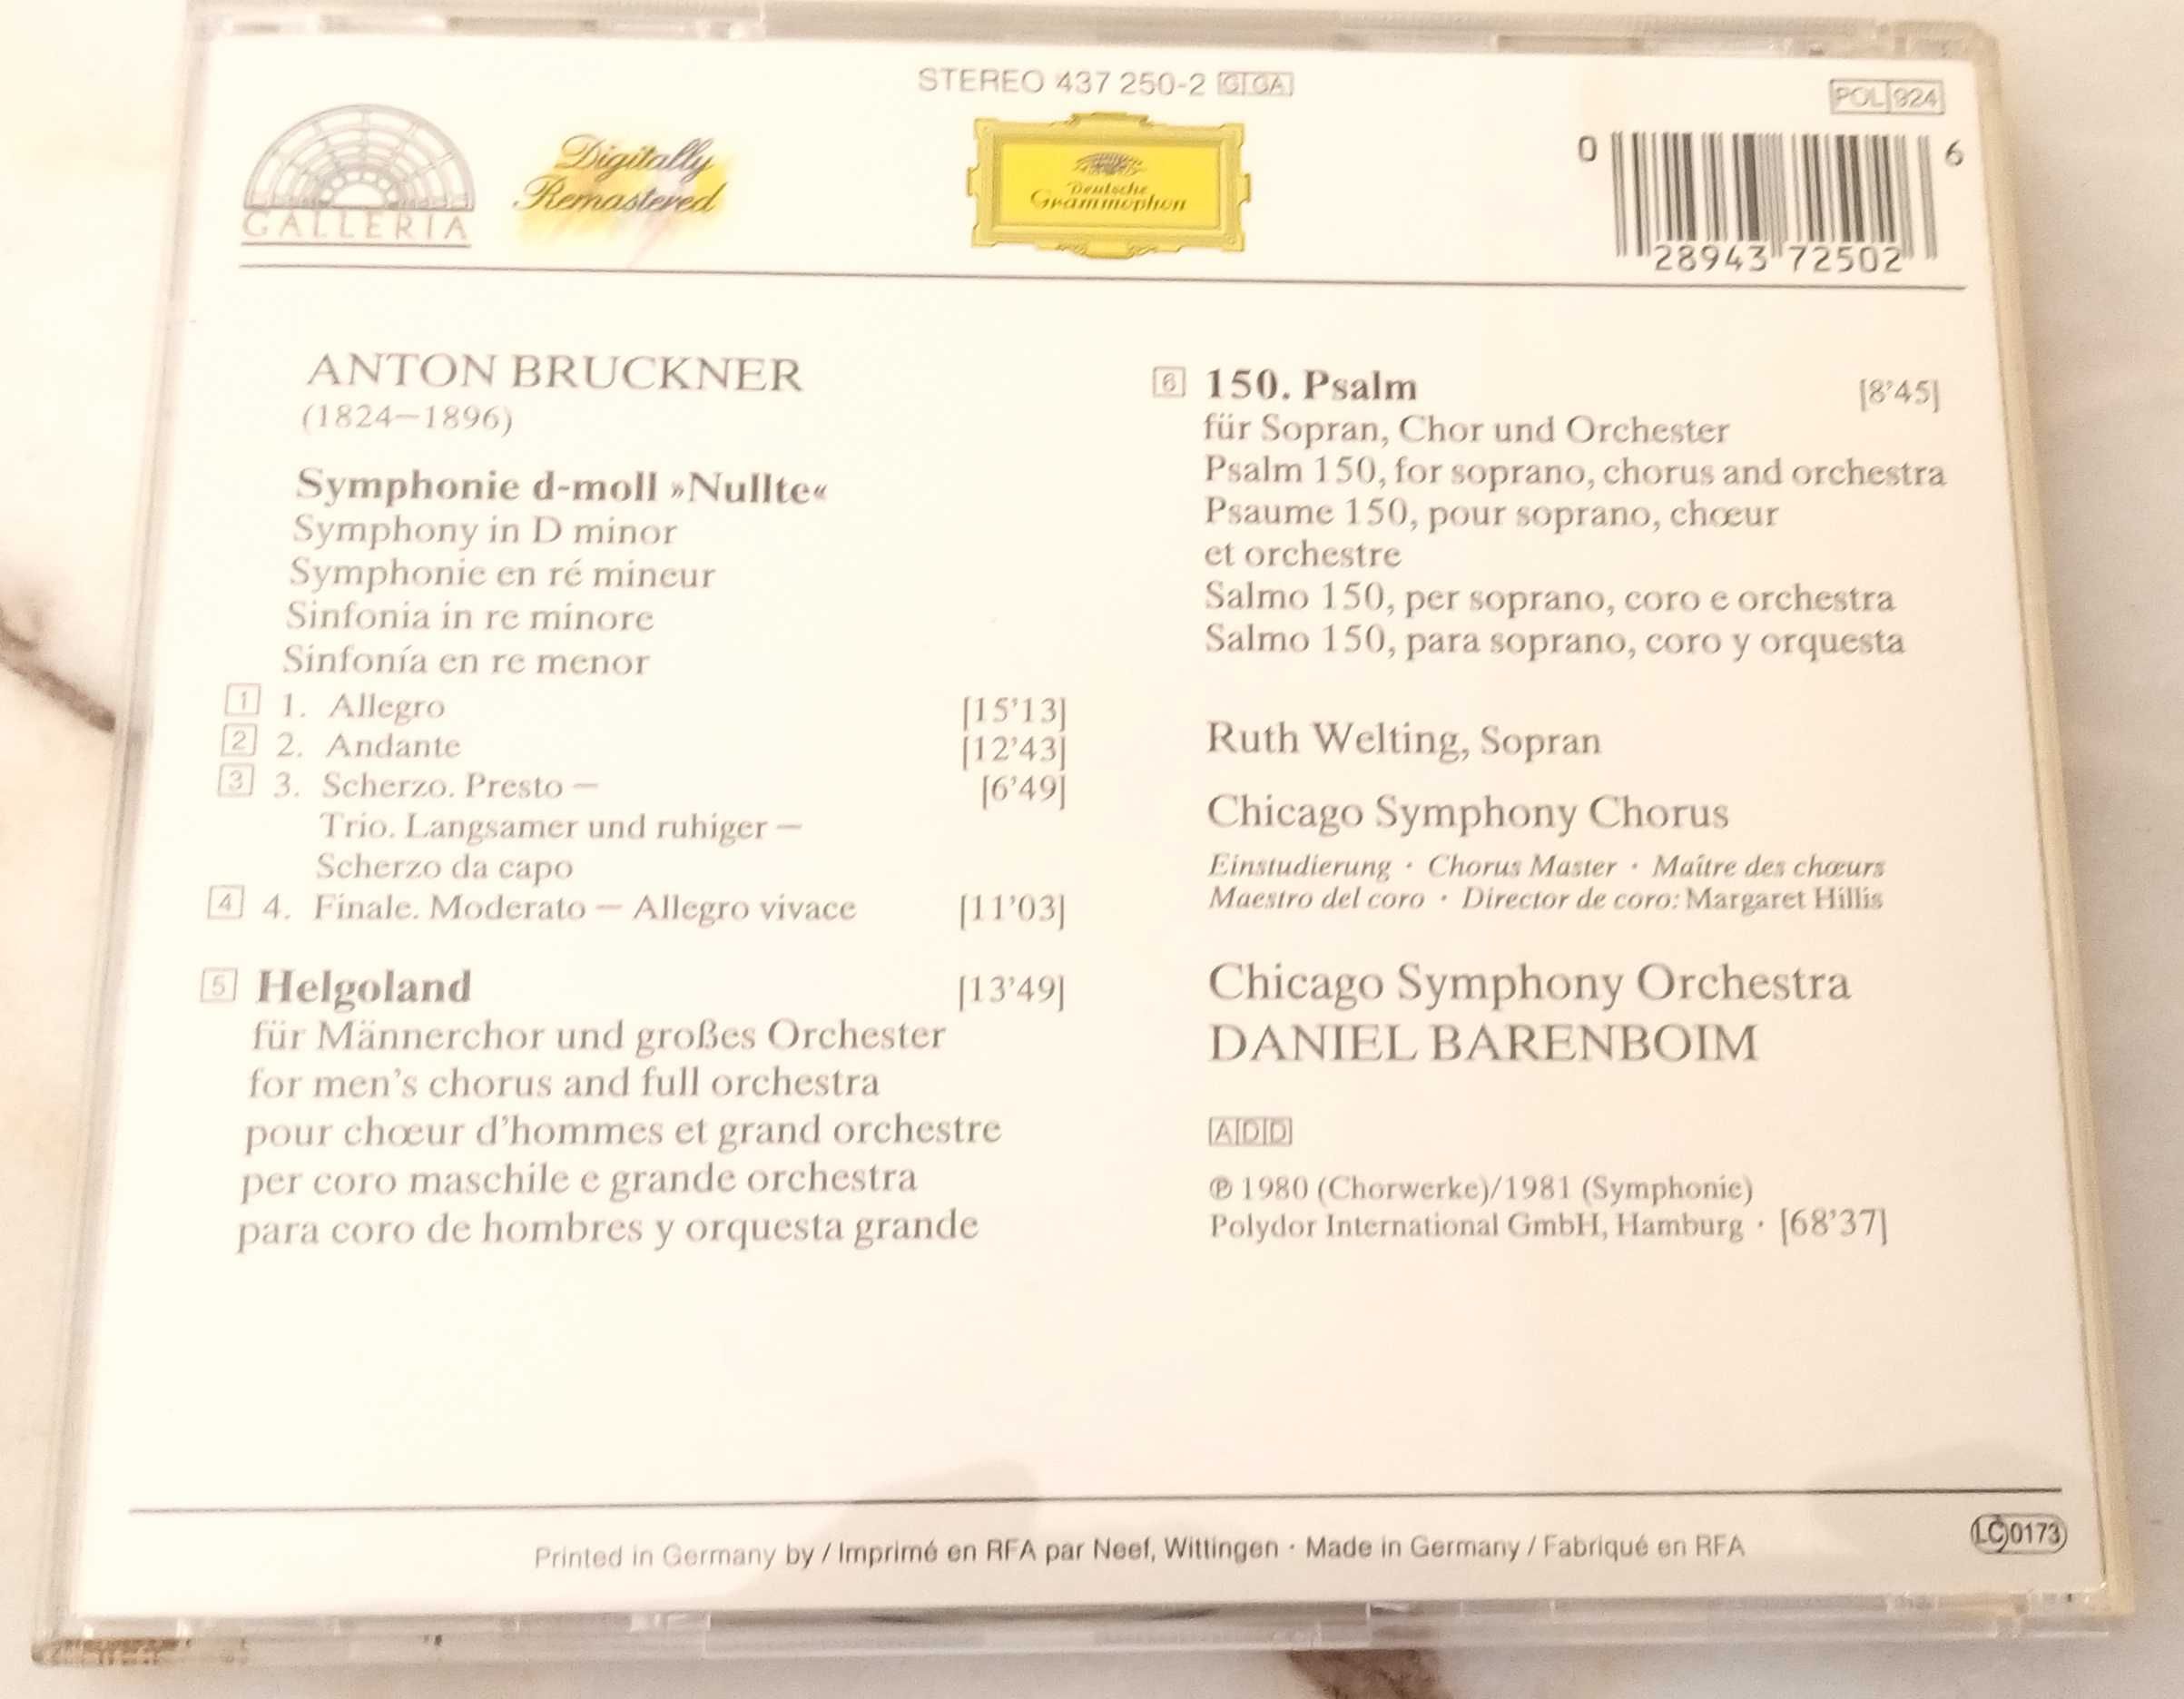 STEREO 437 250-2 GGA
POL 924
GALLERIA
Digitally
Remastered
Deutsche
Grammophon
0 28943 72502 6
ANTON BRUCKNER
(1824–1896)
Symphonie d-moll »Nullte«
Symphony in D minor
Symphonie en ré mineur
Sinfonia in re minore
Sinfonía en re menor
1 1. Allegro [15'13]
2 2. Andante [12'43]
3 3. Scherzo. Presto – [6'49]
Trio. Langsamer und ruhiger –
Scherzo da capo
4 4. Finale. Moderato – Allegro vivace [11'03]
5 Helgoland [13'49]
für Männerchor und großes Orchester
for men's chorus and full orchestra
pour chœur d'hommes et grand orchestre
per coro maschile e grande orchestra
para coro de hombres y orquesta grande
6 150. Psalm [8'45]
für Sopran, Chor und Orchester
Psalm 150, for soprano, chorus and orchestra
Psaume 150, pour soprano, chœur
et orchestre
Salmo 150, per soprano, coro e orchestra
Salmo 150, para soprano, coro y orquesta
Ruth Welting, Sopran
Chicago Symphony Chorus
Einstudierung · Chorus Master · Maître des chœurs
Maestro del coro · Director de coro: Margaret Hillis
Chicago Symphony Orchestra
DANIEL BARENBOIM
ADD
℗ 1980 (Chorwerke)/1981 (Symphonie)
Polydor International GmbH, Hamburg · [68'37]
Printed in Germany by / Imprimé en RFA par Neef, Wittingen · Made in Germany / Fabriqué en RFA
LC 0173